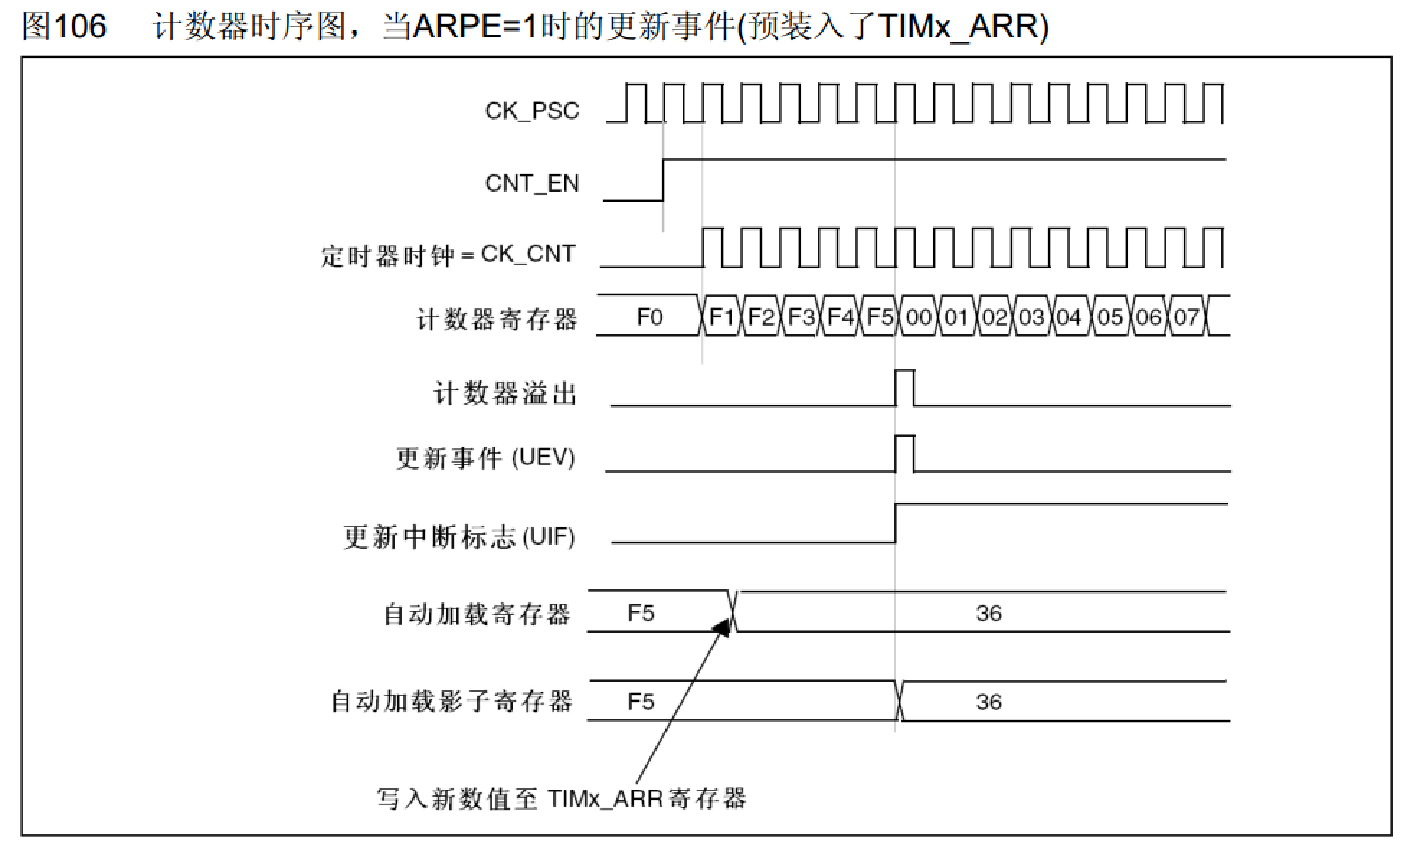 图106 计数器时序图，当ARPE=1时的更新事件(预装入了TIMx_ARR)
CK_PSC
CNT_EN
定时器时钟 = CK_CNT
计数器寄存器 F0 F1 F2 F3 F4 F5 00 01 02 03 04 05 06 07
计数器溢出
更新事件 (UEV)
更新中断标志 (UIF)
自动加载寄存器 F5 36
自动加载影子寄存器 F5 36
写入新数值至 TIMx_ARR 寄存器